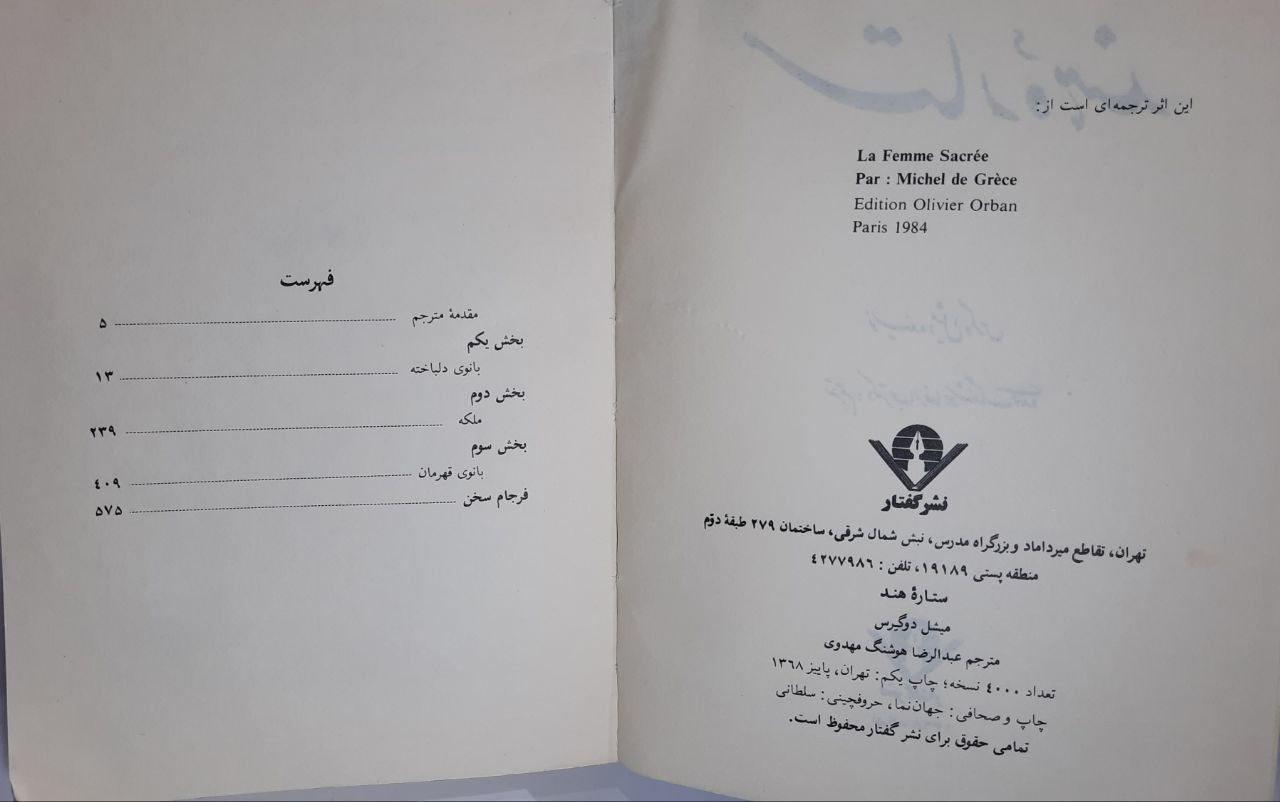 این اثر ترجمه‌ای است از:
La Femme Sacrée
Par : Michel de Grèce
Edition Olivier Orban
Paris 1984
نشر گفتار
تهران، تقاطع میرداماد و بزرگراه مدرس، نبش شمال شرقی، ساختمان ۲۷۹ طبقهٔ دوّم
منطقه پستی ۱۹۱۸۹، تلفن : ۴۲۷۷۹۸۶
ستارهٔ هند
میشل دوگیرس
مترجم عبدالرضا هوشنگ مهدوی
تعداد ۴۰۰۰ نسخه؛ چاپ یکم: تهران، پاییز ۱۳۶۸
چاپ و صحافی: جهان‌نما، حروفچینی: سلطانی
تمامی حقوق برای نشر گفتار محفوظ است.
فهرست
مقدمهٔ مترجم ........ ۵
بخش یکم
بانوی دلباخته ........ ۱۳
بخش دوم
ملکه ........ ۲۳۹
بخش سوم
بانوی قهرمان ........ ۴۰۹
فرجام سخن ........ ۵۷۵